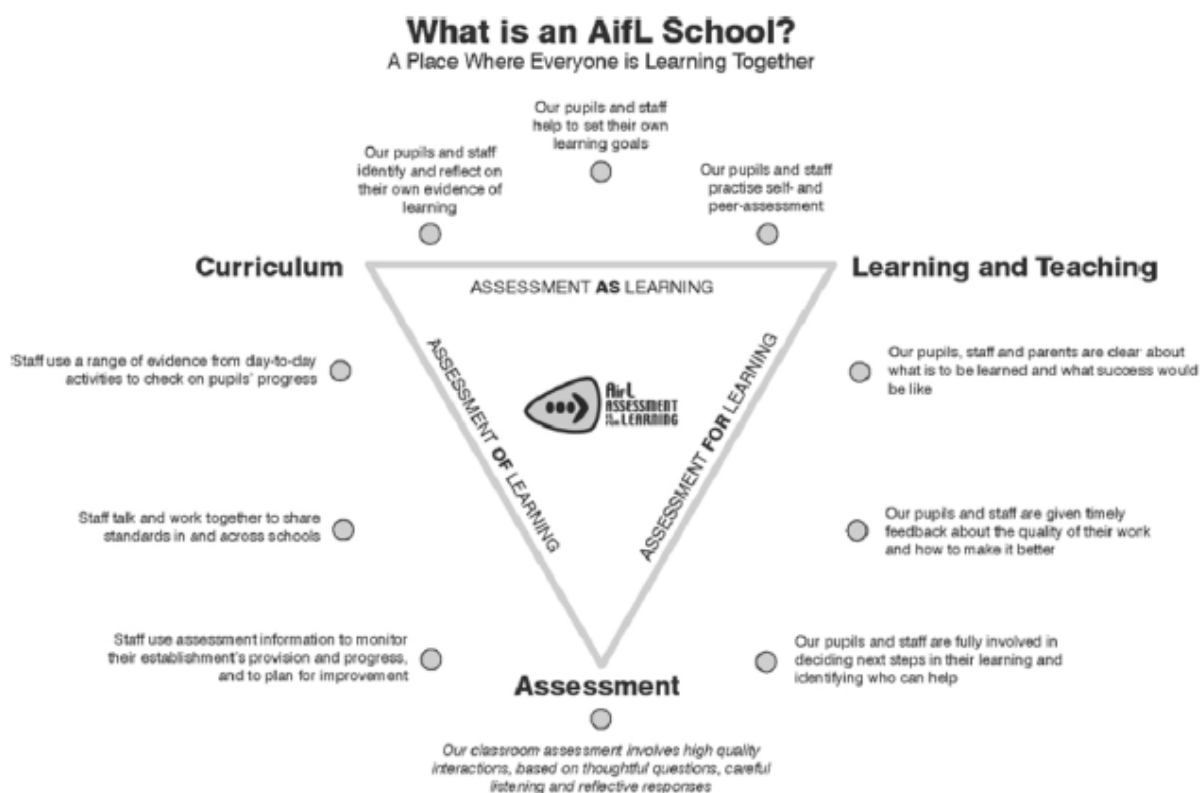 What is an AifL School?
A Place Where Everyone is Learning Together
Our pupils and staff
help to set their own
learning goals
Our pupils and staff
identify and reflect on
their own evidence of
learning
Our pupils and staff
practise self- and
peer-assessment
Curriculum
Learning and Teaching
ASSESSMENT AS LEARNING
ASSESSMENT OF LEARNING
ASSESSMENT FOR LEARNING
AifL
ASSESSMENT
LEARNING
Staff use a range of evidence from day-to-day
activities to check on pupils' progress
Our pupils, staff and parents are clear about
what is to be learned and what success would
be like
Staff talk and work together to share
standards in and across schools
Our pupils and staff are given timely
feedback about the quality of their work
and how to make it better
Staff use assessment information to monitor
their establishment's provision and progress,
and to plan for improvement
Our pupils and staff are fully involved in
deciding next steps in their learning and
identifying who can help
Assessment
Our classroom assessment involves high quality
interactions, based on thoughtful questions, careful
listening and reflective responses